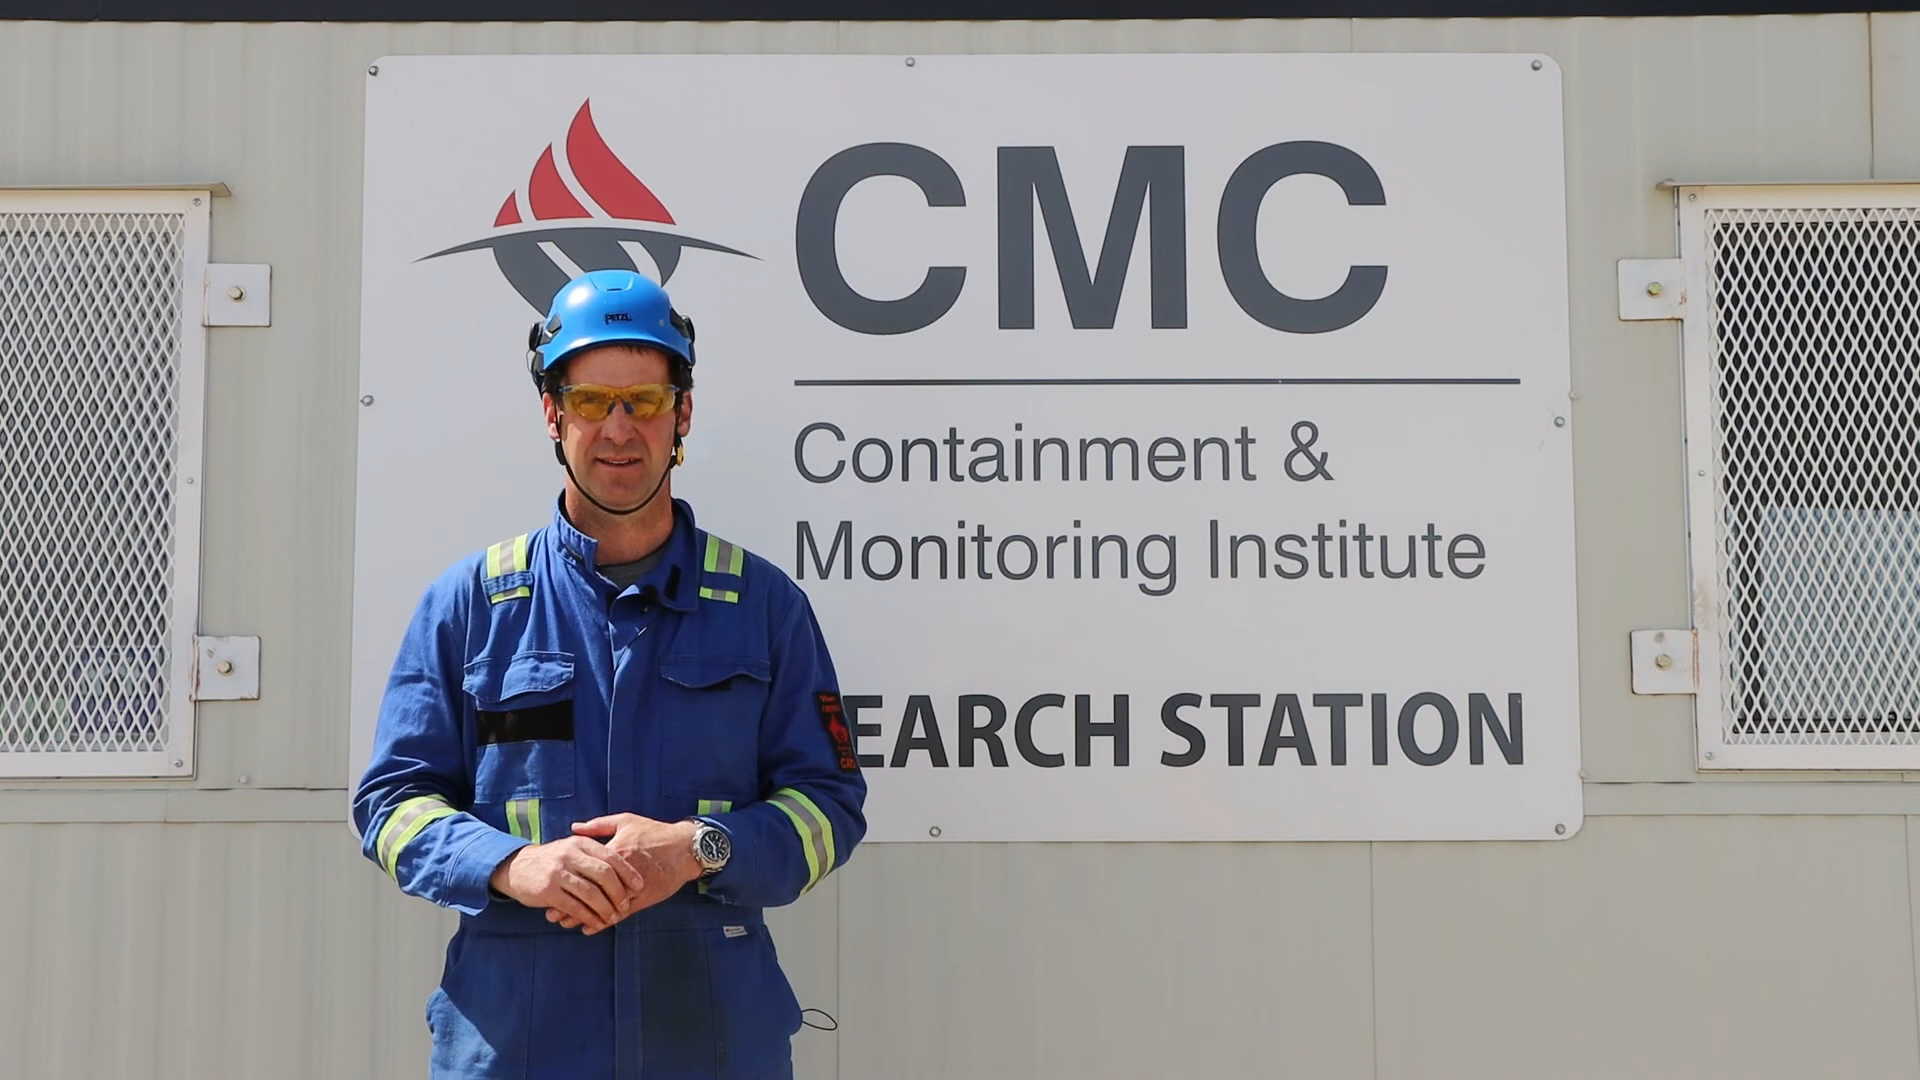 CMC
PETZL
Containment &
Monitoring Institute
EARCH STATION